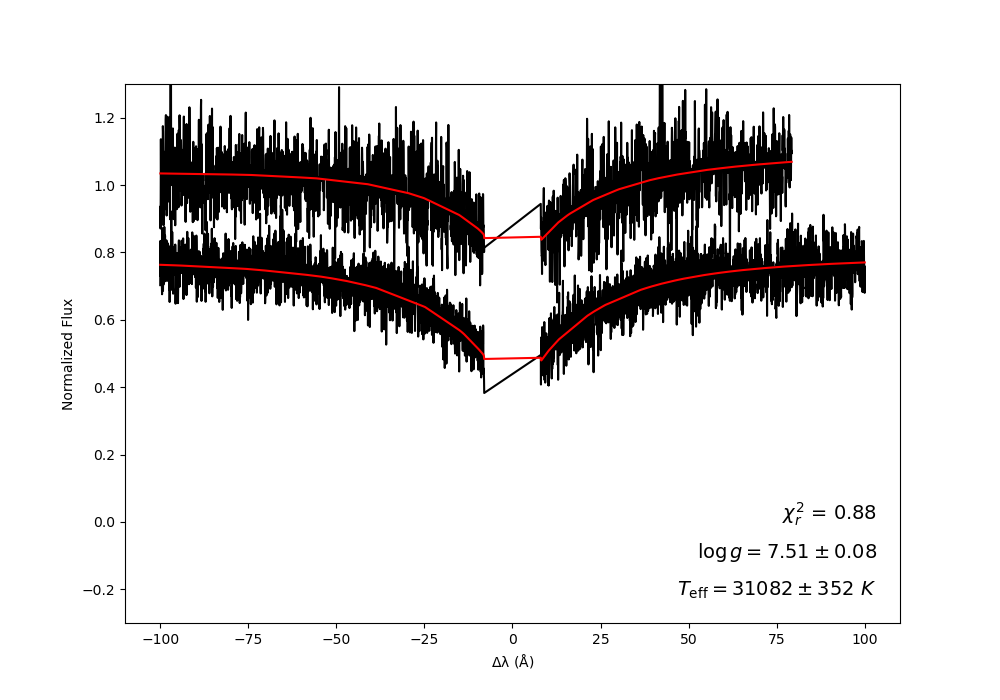 1.2
1.0
0.8
0.6
0.4
0.2
0.0
−0.2
Normalized Flux
χ²ᵣ = 0.88
log g = 7.51 ± 0.08
T_eff = 31082 ± 352 K
−100 −75 −50 −25 0 25 50 75 100
Δλ (Å)